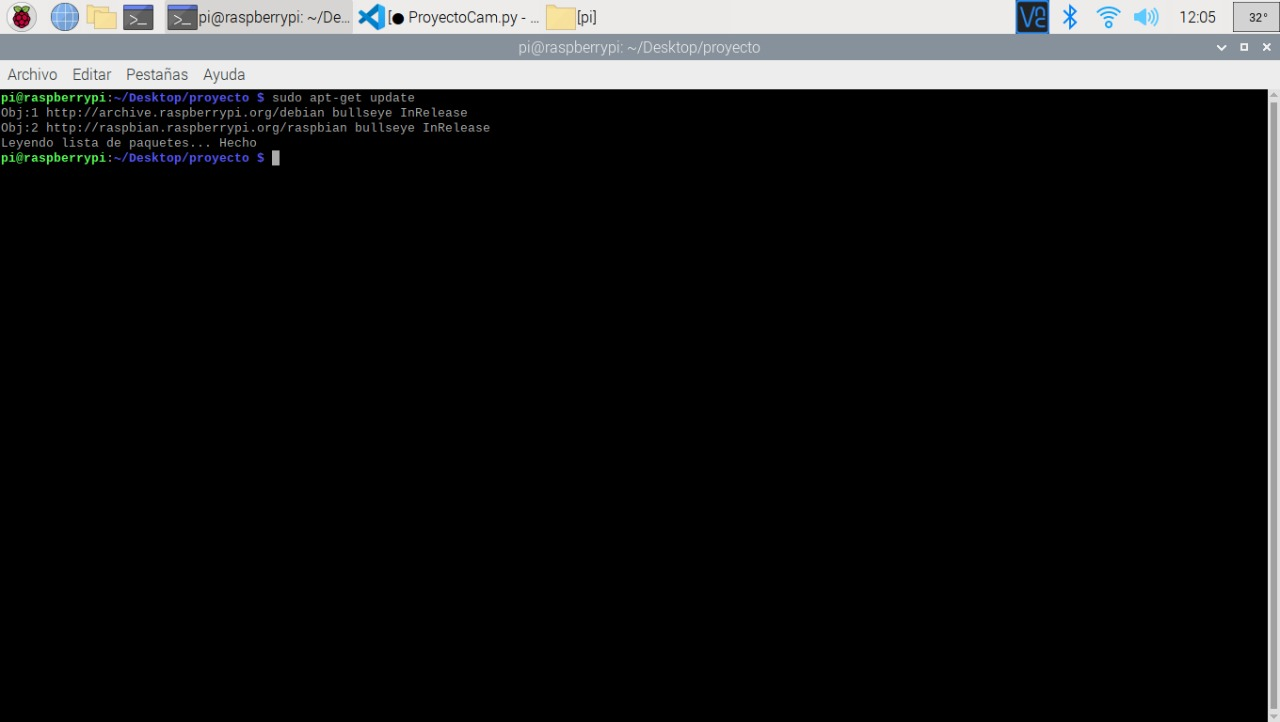 pi@raspberrypi: ~/De... [● ProyectoCam.py - ... [pi] 12:05 32°
pi@raspberrypi: ~/Desktop/proyecto
Archivo Editar Pestañas Ayuda
pi@raspberrypi:~/Desktop/proyecto $ sudo apt-get update
Obj:1 http://archive.raspberrypi.org/debian bullseye InRelease
Obj:2 http://raspbian.raspberrypi.org/raspbian bullseye InRelease
Leyendo lista de paquetes... Hecho
pi@raspberrypi:~/Desktop/proyecto $